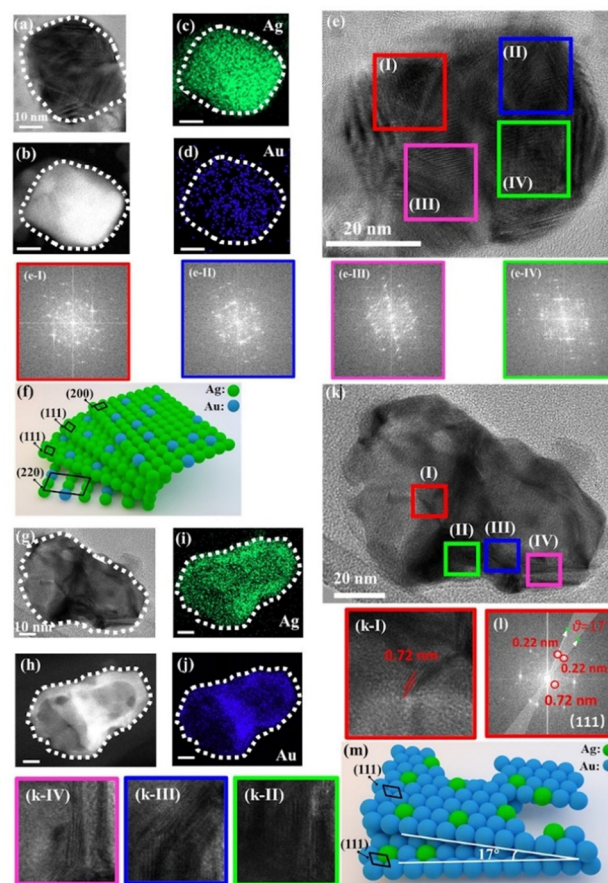 (a)
10 nm
(c)
Ag
(e)
(I)
(II)
(III)
(IV)
20 nm
(b)
(d)
Au
(e-I)
(e-II)
(e-III)
(e-IV)
(f)
Ag:
Au:
(200)
(111)
(111)
(220)
(k)
(I)
(II)
(III)
(IV)
20 nm
(g)
10 nm
(i)
Ag
(h)
(j)
Au
(k-I)
0.72 nm
(l)
0.22 nm
0.22 nm
0.72 nm
(111)
(k-IV)
(k-III)
(k-II)
(m)
Ag:
Au:
(111)
(111)
17°